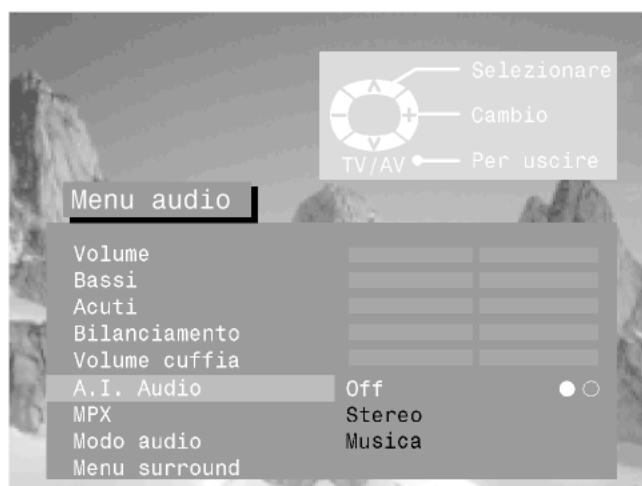 Selezionare
Cambio
TV/AV Per uscire
Menu audio
Volume
Bassi
Acuti
Bilanciamento
Volume cuffia
A.I. Audio Off
MPX Stereo
Modo audio Musica
Menu surround